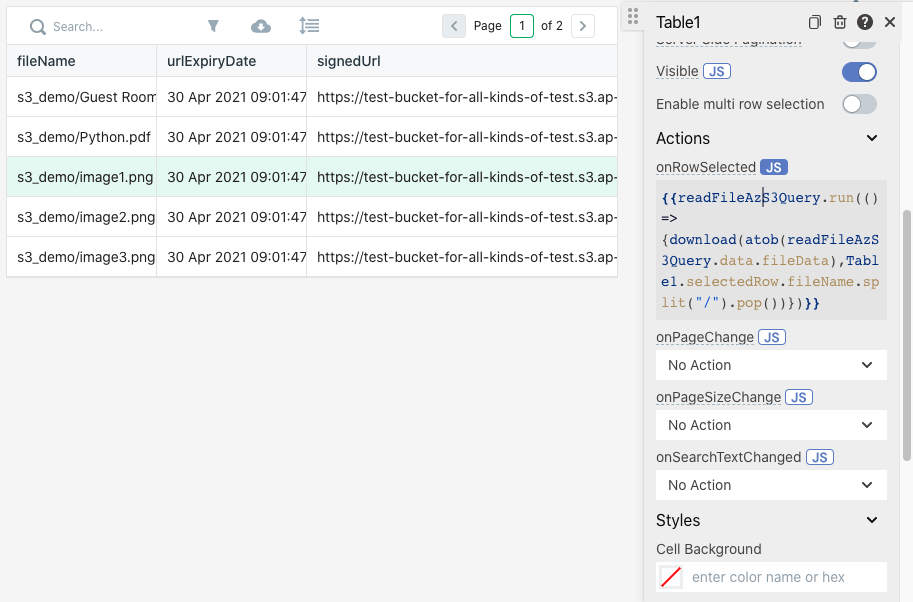 Search...
Page 1 of 2
fileName urlExpiryDate signedUrl
s3_demo/Guest Room 30 Apr 2021 09:01:47 https://test-bucket-for-all-kinds-of-test.s3.ap-
s3_demo/Python.pdf 30 Apr 2021 09:01:47 https://test-bucket-for-all-kinds-of-test.s3.ap-
s3_demo/image1.png 30 Apr 2021 09:01:47 https://test-bucket-for-all-kinds-of-test.s3.ap-
s3_demo/image2.png 30 Apr 2021 09:01:47 https://test-bucket-for-all-kinds-of-test.s3.ap-
s3_demo/image3.png 30 Apr 2021 09:01:47 https://test-bucket-for-all-kinds-of-test.s3.ap-
Table1
Server Side Pagination
Visible JS
Enable multi row selection
Actions
onRowSelected JS
{{readFileAzS3Query.run(()
=>
{download(atob(readFileAzS
3Query.data.fileData),Tabl
e1.selectedRow.fileName.sp
lit("/").pop())})}}
onPageChange JS
No Action
onPageSizeChange JS
No Action
onSearchTextChanged JS
No Action
Styles
Cell Background
enter color name or hex